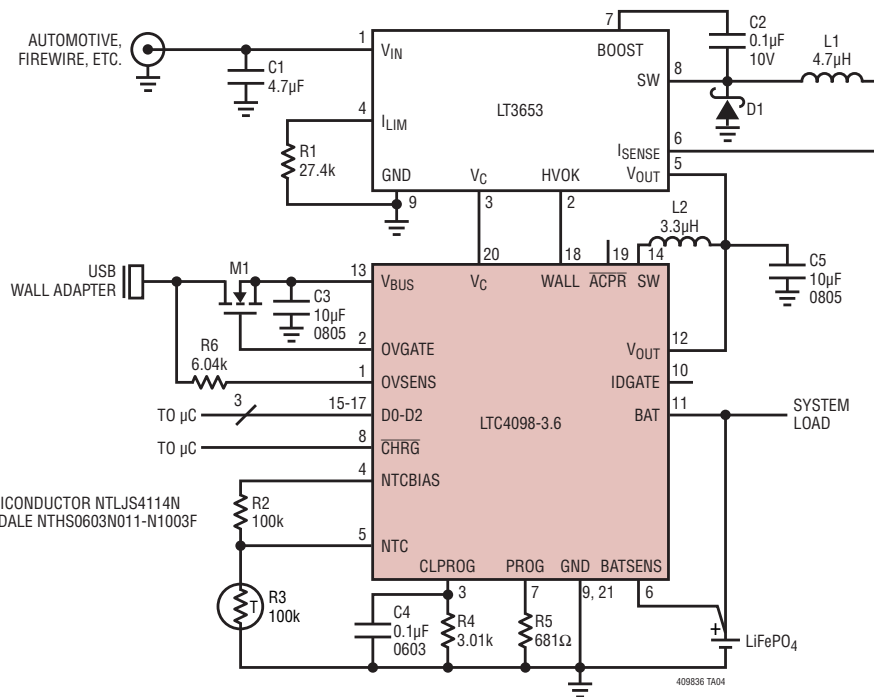 AUTOMOTIVE,
FIREWIRE, ETC.
1
VIN
C1
4.7µF
4
ILIM
R1
27.4k
GND
9
VC
3
HVOK
2
LT3653
7
BOOST
C2
0.1µF
10V
SW
8
L1
4.7µH
D1
ISENSE
6
VOUT
5
L2
3.3µH
14
C5
10µF
0805
USB
WALL ADAPTER
M1
C3
10µF
0805
13
VBUS
20
VC
18
WALL
19
ACPR
SW
2
OVGATE
R6
6.04k
1
OVSENS
VOUT
12
IDGATE
10
TO µC
3
15-17
D0-D2
LTC4098-3.6
BAT
11
SYSTEM
LOAD
TO µC
8
CHRG
4
NTCBIAS
ICONDUCTOR NTLJS4114N
DALE NTHS0603N011-N1003F
R2
100k
5
NTC
CLPROG
3
PROG
7
GND
9, 21
BATSENS
6
T
R3
100k
C4
0.1µF
0603
R4
3.01k
R5
681Ω
+
LiFePO4
409836 TA04